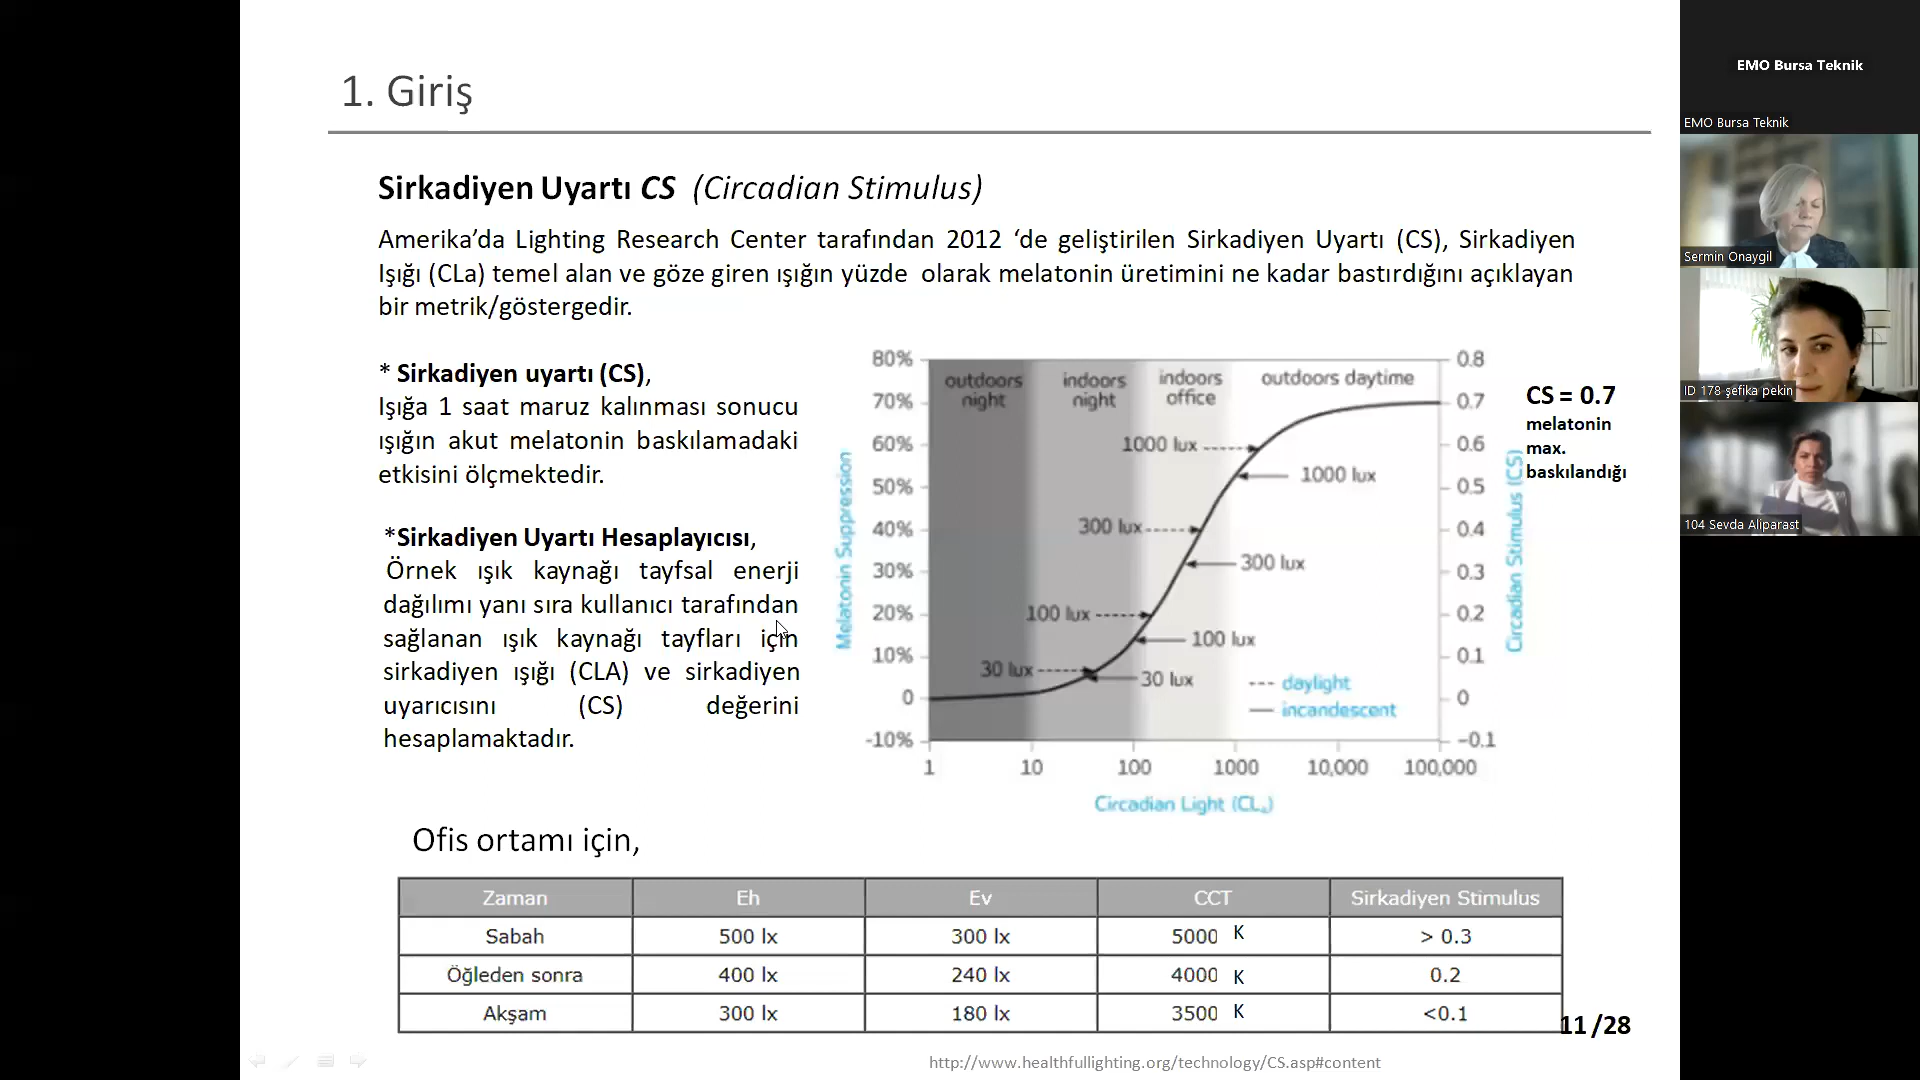 1. Giriş
Sirkadiyen Uyartı CS (Circadian Stimulus)
Amerika’da Lighting Research Center tarafından 2012 ‘de geliştirilen Sirkadiyen Uyartı (CS), Sirkadiyen
Işığı (CLa) temel alan ve göze giren ışığın yüzde olarak melatonin üretimini ne kadar bastırdığını açıklayan
bir metrik/göstergedir.
* Sirkadiyen uyartı (CS),
Işığa 1 saat maruz kalınması sonucu
ışığın akut melatonin baskılamadaki
etkisini ölçmektedir.
*Sirkadiyen Uyartı Hesaplayıcısı,
Örnek ışık kaynağı tayfsal enerji
dağılımı yanı sıra kullanıcı tarafından
sağlanan ışık kaynağı tayfları için
sirkadiyen ışığı (CLA) ve sirkadiyen
uyarıcısını (CS) değerini
hesaplamaktadır.
Melatonin Suppression
80%
70%
60%
50%
40%
30%
20%
10%
0
-10%
outdoors night
indoors night
indoors office
outdoors daytime
1000 lux
1000 lux
300 lux
300 lux
100 lux
100 lux
30 lux
30 lux
--- daylight
— incandescent
0.8
0.7
0.6
0.5
0.4
0.3
0.2
0.1
0
-0.1
Circadian Stimulus (CS)
1 10 100 1000 10,000 100,000
Circadian Light (CLA)
CS = 0.7
melatonin
max.
baskılandığı
Ofis ortamı için,
Zaman Eh Ev CCT Sirkadiyen Stimulus
Sabah 500 lx 300 lx 5000 K > 0.3
Öğleden sonra 400 lx 240 lx 4000 K 0.2
Akşam 300 lx 180 lx 3500 K <0.1
11 /28
http://www.healthfullighting.org/technology/CS.asp#content
EMO Bursa Teknik
EMO Bursa Teknik
Sermin Onaygil
ID 178 şefika pekin
104 Sevda Aliparast